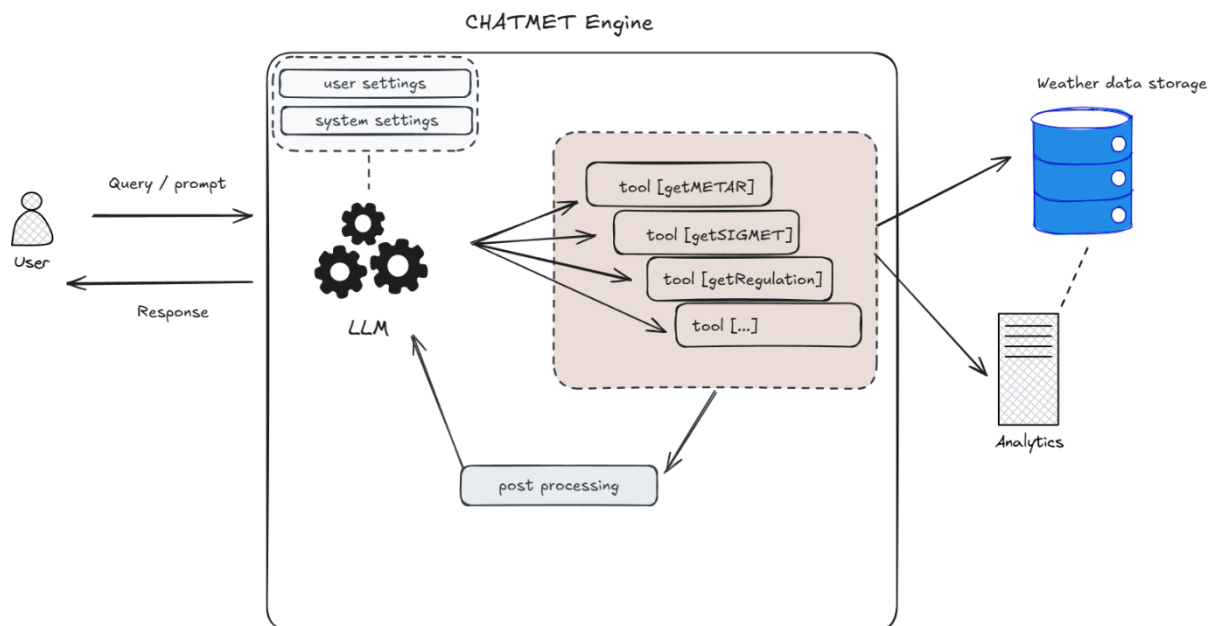 CHATMET Engine
user settings
system settings
Weather data storage
Query / prompt
tool [getMETAR]
tool [getSIGMET]
User
tool [getRegulation]
Response
tool [...]
LLM
Analytics
post processing